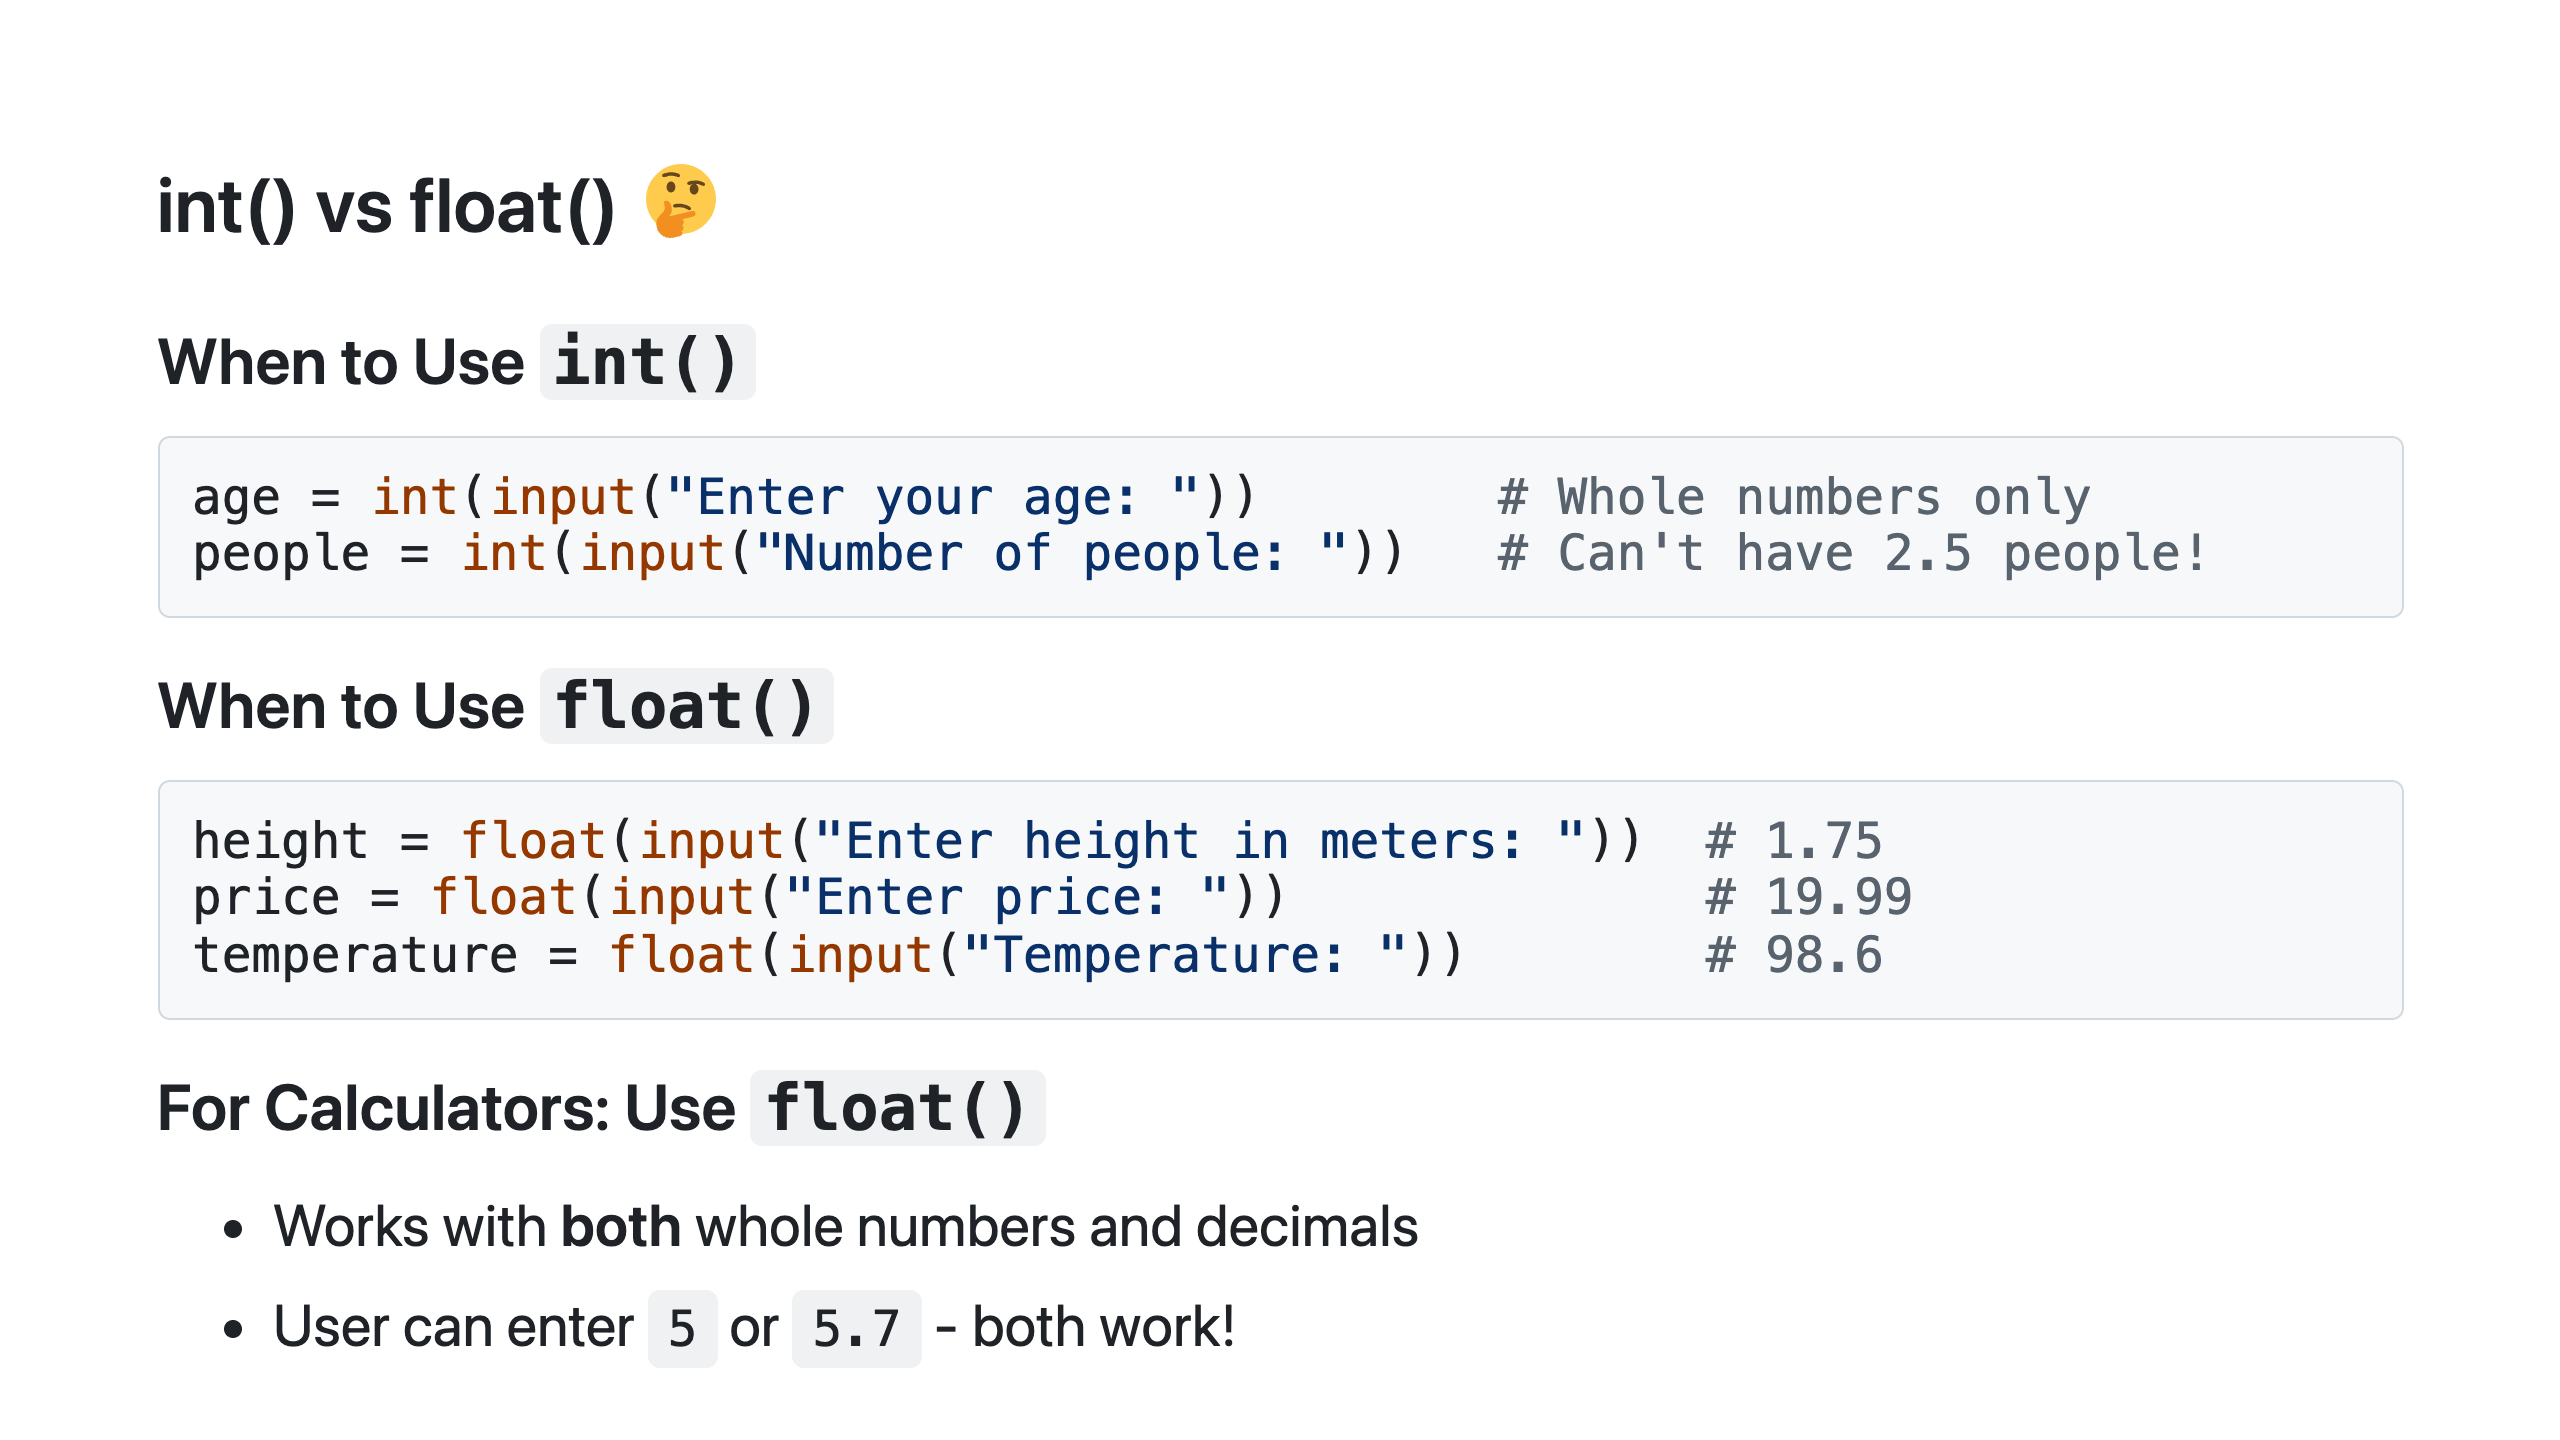 int() vs float() 🤔
When to Use int()
age = int(input("Enter your age: "))        # Whole numbers only
people = int(input("Number of people: "))   # Can't have 2.5 people!
When to Use float()
height = float(input("Enter height in meters: "))  # 1.75
price = float(input("Enter price: "))              # 19.99
temperature = float(input("Temperature: "))        # 98.6
For Calculators: Use float()
• Works with both whole numbers and decimals
• User can enter 5 or 5.7 - both work!